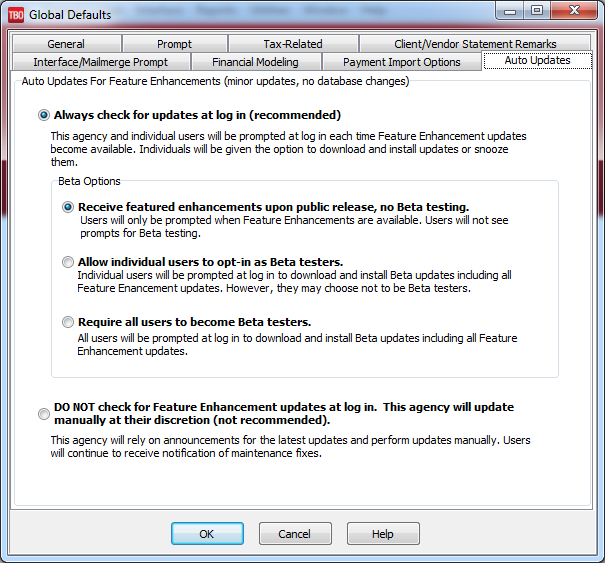 TBO Global Defaults
General Prompt Tax-Related Client/Vendor Statement Remarks
Interface/Mailmerge Prompt Financial Modeling Payment Import Options Auto Updates
Auto Updates For Feature Enhancements (minor updates, no database changes)
Always check for updates at log in (recommended)
This agency and individual users will be prompted at log in each time Feature Enhancement updates
become available. Individuals will be given the option to download and install updates or snooze
them.
Beta Options
Receive featured enhancements upon public release, no Beta testing.
Users will only be prompted when Feature Enhancements are available. Users will not see
prompts for Beta testing.
Allow individual users to opt-in as Beta testers.
Individual users will be prompted at log in to download and install Beta updates including all
Feature Enancement updates. However, they may choose not to be Beta testers.
Require all users to become Beta testers.
All users will be prompted at log in to download and install Beta updates including all Feature
Enhancement updates.
DO NOT check for Feature Enhancement updates at log in. This agency will update
manually at their discretion (not recommended).
This agency will rely on announcements for the latest updates and perform updates manually. Users
will continue to receive notification of maintenance fixes.
OK Cancel Help